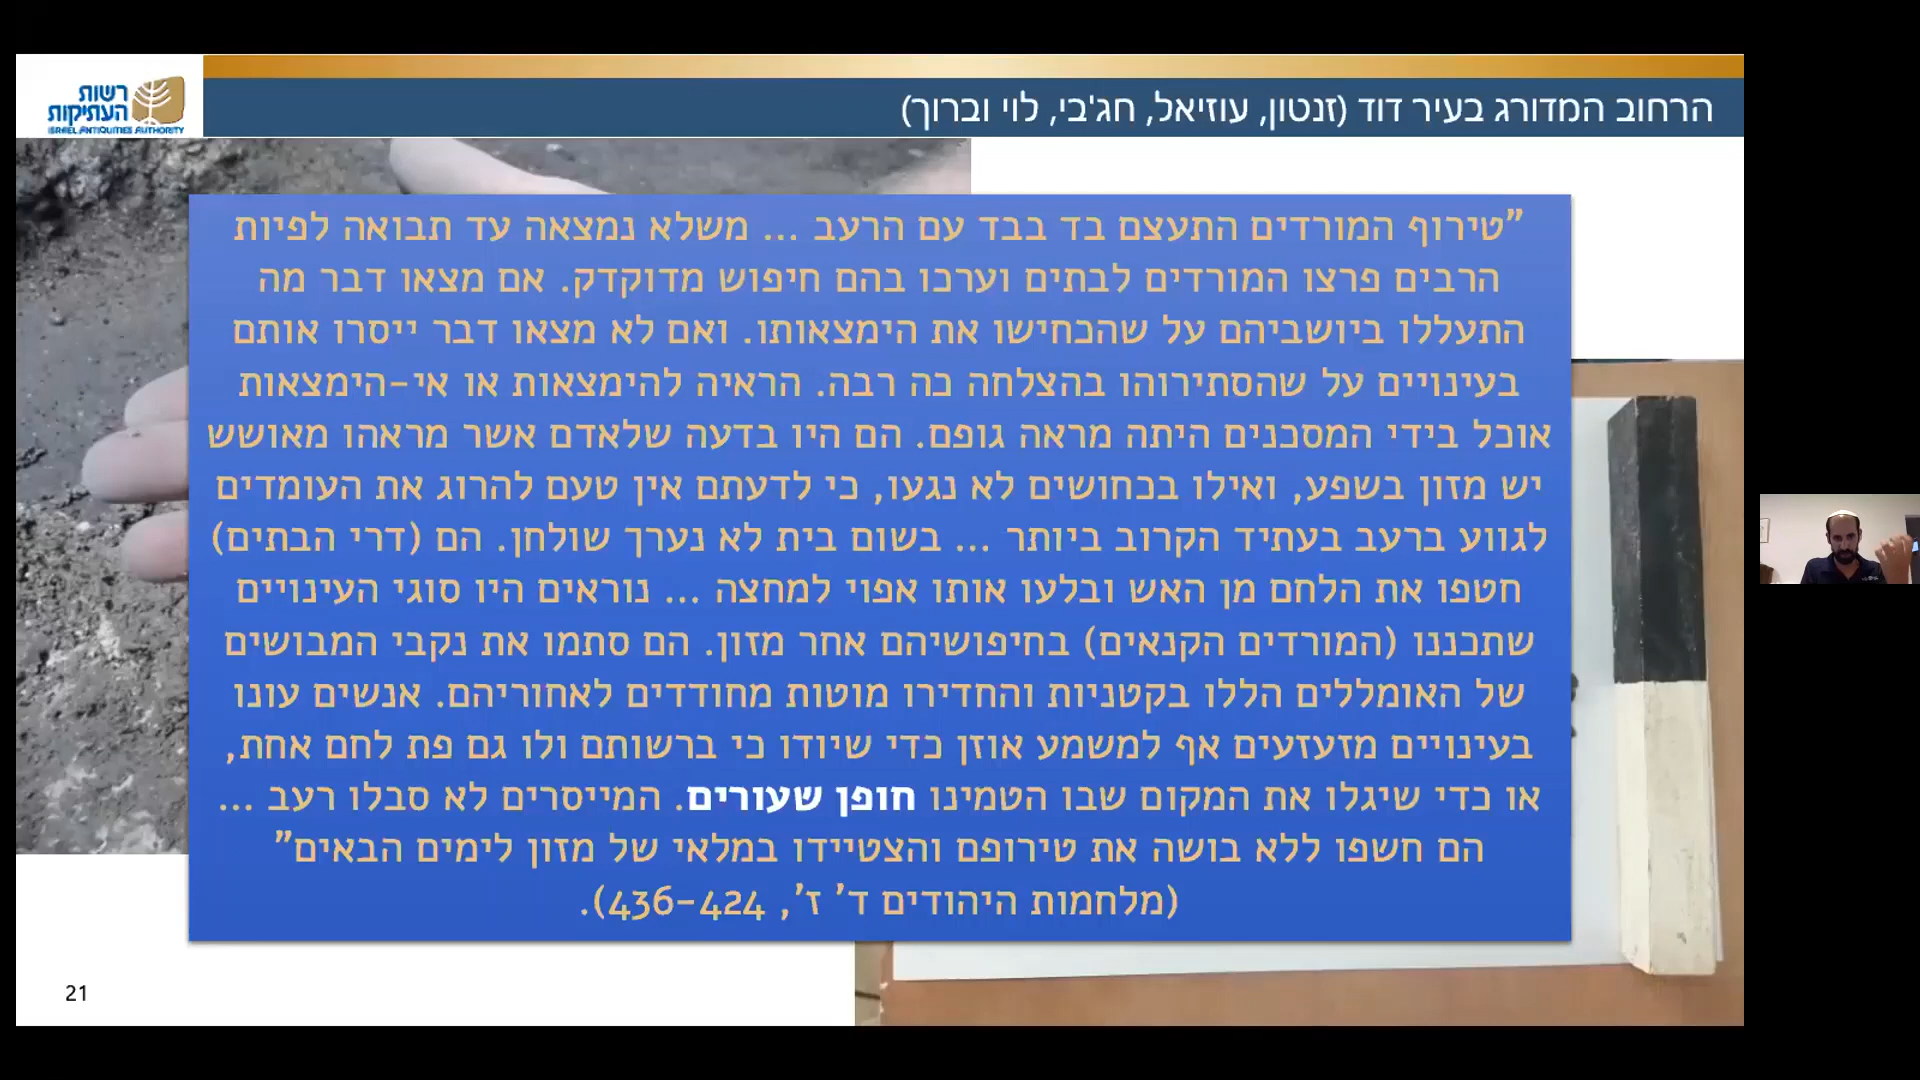 רשות
העתיקות
ISRAEL ANTIQUITIES AUTHORITY
הרחוב המדורג בעיר דוד (זנטון, עוזיאל, חג'בי, לוי וברוך)
"טירוף המורדים התעצם בד בבד עם הרעב ... משלא נמצאה עד תבואה לפיות
הרבים פרצו המורדים לבתים וערכו בהם חיפוש מדוקדק. אם מצאו דבר מה
התעללו ביושביהם על שהכחישו את הימצאותו. ואם לא מצאו דבר ייסרו אותם
בעינויים על שהסתירוהו בהצלחה כה רבה. הראיה להימצאות או אי-הימצאות
אוכל בידי המסכנים היתה מראה גופם. הם היו בדעה שלאדם אשר מראהו מאושש
יש מזון בשפע, ואילו בכחושים לא נגעו, כי לדעתם אין טעם להרוג את העומדים
לגווע ברעב בעתיד הקרוב ביותר ... בשום בית לא נערך שולחן. הם (דרי הבתים)
חטפו את הלחם מן האש ובלעו אותו אפוי למחצה ... נוראים היו סוגי העינויים
שתכננו (המורדים הקנאים) בחיפושיהם אחר מזון. הם סתמו את נקבי המבושים
של האומללים הללו בקטניות והחדירו מוטות מחודדים לאחוריהם. אנשים עונו
בעינויים מזעזעים אף למשמע אוזן כדי שיודו כי ברשותם ולו גם פת לחם אחת,
או כדי שיגלו את המקום שבו הטמינו חופן שעורים. המייסרים לא סבלו רעב ...
הם חשפו ללא בושה את טירופם והצטיידו במלאי של מזון לימים הבאים"
(מלחמות היהודים ד' ז', 436-424).
21